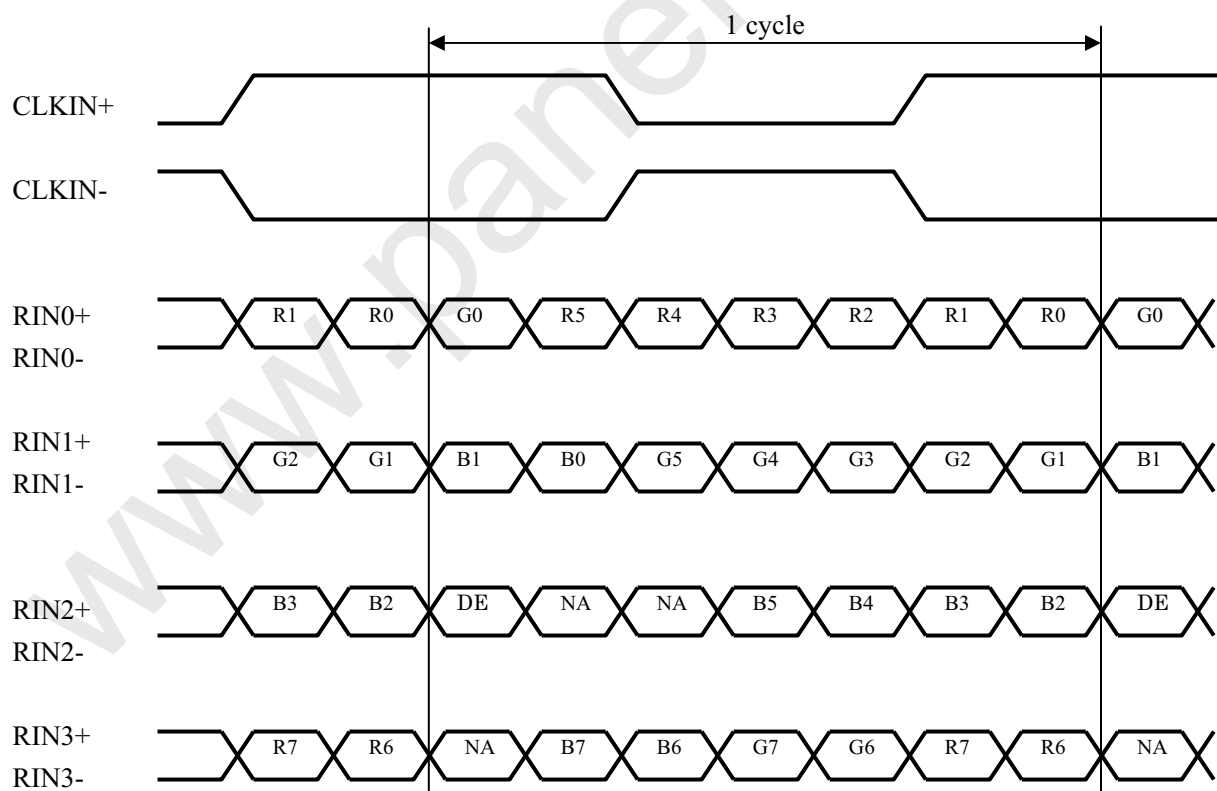 1 cycle
CLKIN+
CLKIN-
RIN0+
R1 R0 G0 R5 R4 R3 R2 R1 R0 G0
RIN0-
RIN1+
G2 G1 B1 B0 G5 G4 G3 G2 G1 B1
RIN1-
RIN2+
B3 B2 DE NA NA B5 B4 B3 B2 DE
RIN2-
RIN3+
R7 R6 NA B7 B6 G7 G6 R7 R6 NA
RIN3-
www.pane